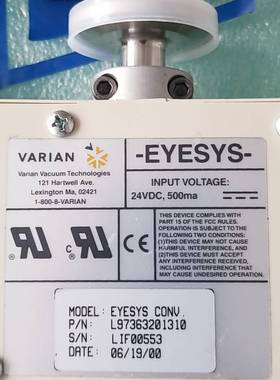 VARIAN
Varian Vacuum Technologies
121 Hartwell Ave.
Lexington Ma, 02421
1-800-8-VARIAN
-EYESYS-
INPUT VOLTAGE:
24VDC, 500ma
THIS DEVICE COMPLIES WITH
PART 15 OF THE FCC RULES.
OPERATION IS SUBJECT TO THE
FOLLOWING TWO CONDITIONS:
(1)THIS DEVICE MAY NOT CAUSE
HARMFUL INTERFERENCE, AND
(2)THIS DEVICE MUST ACCEPT
ANY INTERFERENCE RECEIVED
INCLUDING INTERFERENCE THAT
MAY CAUSE UNDESIRED OPERATION.
MODEL: EYESYS CONV.
P/N: L97363201310
S/N: LIF00553
DATE: 06/19/00